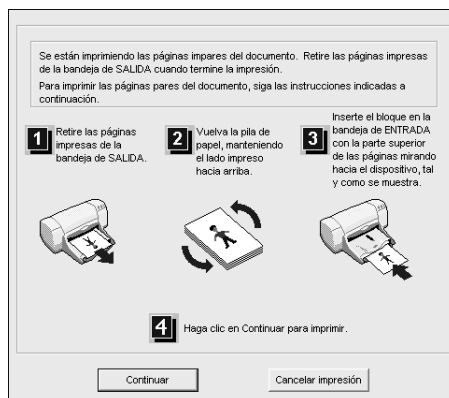 Se están imprimiendo las páginas impares del documento. Retire las páginas impresas
de la bandeja de SALIDA cuando termine la impresión.
Para imprimir las páginas pares del documento, siga las instrucciones indicadas a
continuación.
1
Retire las páginas
impresas de la
bandeja de SALIDA.
2
Vuelva la pila de
papel, manteniendo
el lado impreso
hacia arriba.
3
Inserte el bloque en la
bandeja de ENTRADA
con la parte superior
de las páginas mirando
hacia el dispositivo, tal
y como se muestra.
4
Haga clic en Continuar para imprimir.
Continuar
Cancelar impresión